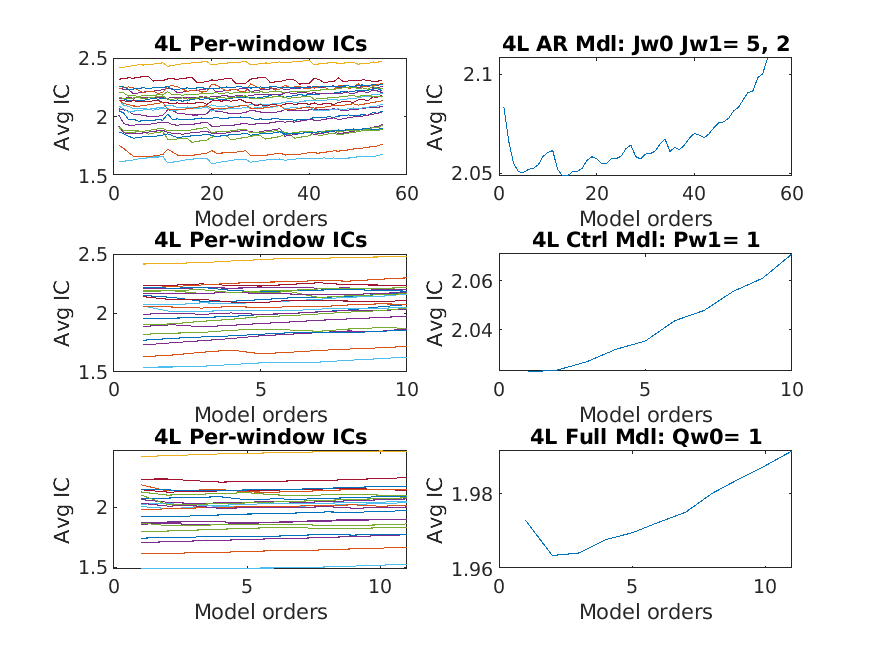 4L Per-window ICs
2.5
2
1.5
Avg IC
0
20
40
60
Model orders
4L AR Mdl: Jw0 Jw1= 5, 2
2.1
2.05
Avg IC
0
20
40
60
Model orders
4L Per-window ICs
2.5
2
1.5
Avg IC
0
5
10
Model orders
4L Ctrl Mdl: Pw1= 1
2.06
2.04
Avg IC
0
5
10
Model orders
4L Per-window ICs
2
1.5
Avg IC
0
5
10
Model orders
4L Full Mdl: Qw0= 1
1.98
1.96
Avg IC
0
5
10
Model orders